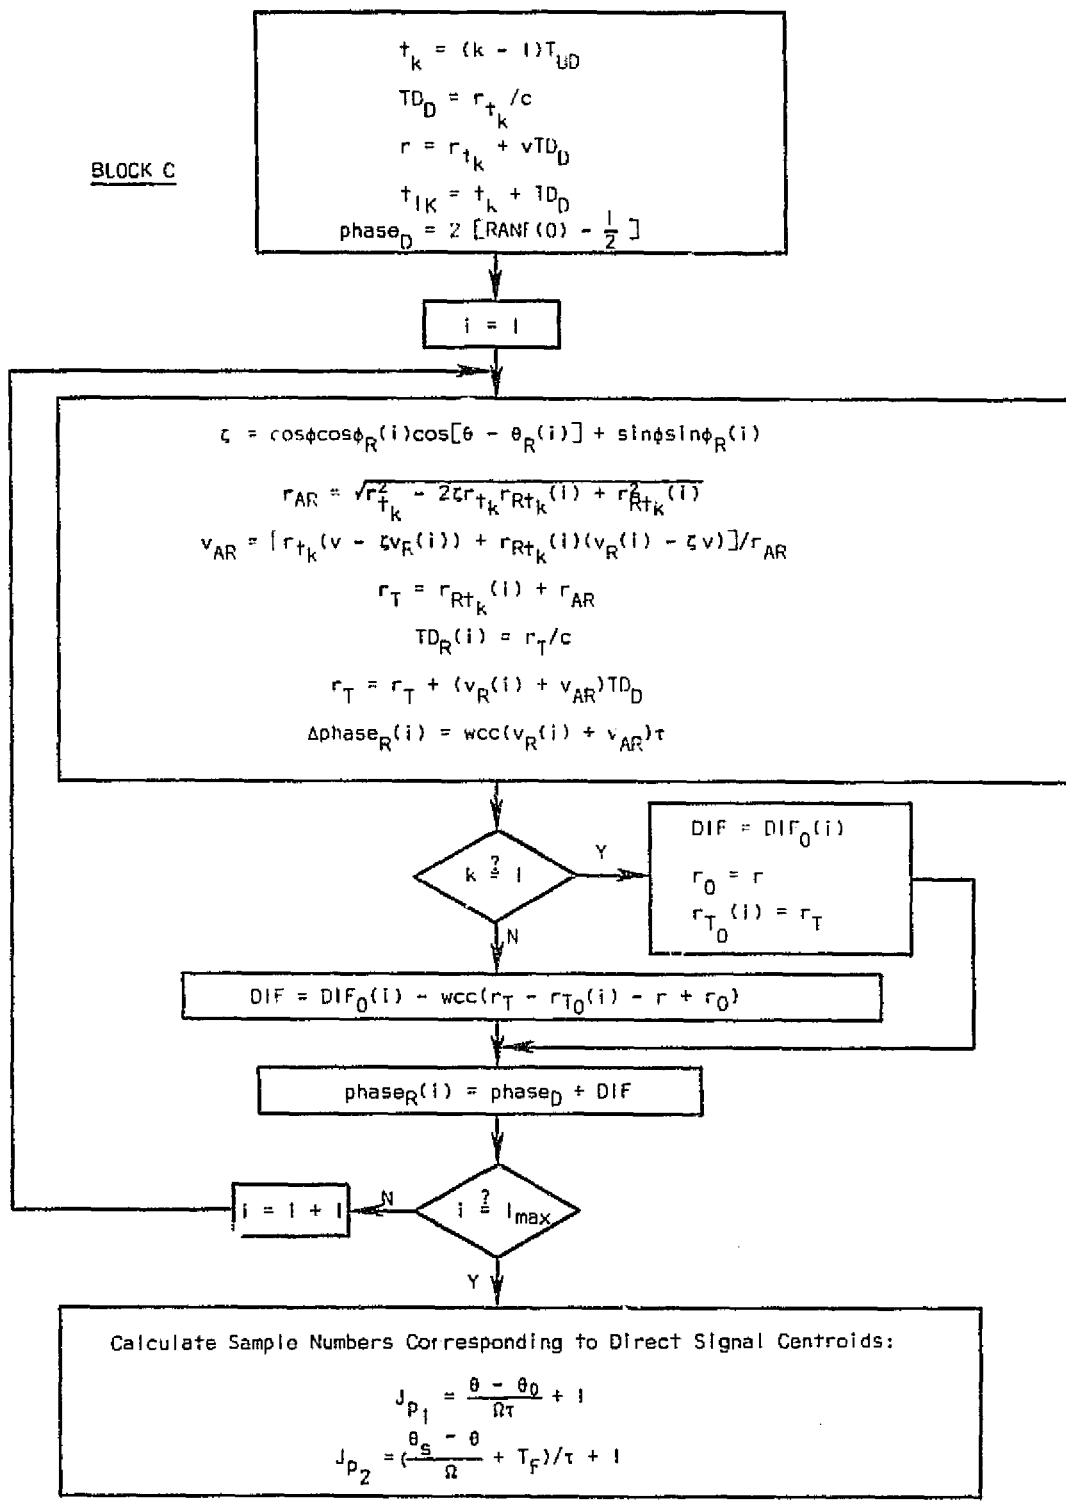 t_k = (k - 1)T_UD
TD_D = r_t_k /c
BLOCK C
r = r_t_k + vTD_D
t_1K = t_k + TD_D
phase_D = 2 [RANF(0) - 1/2 ]
i = 1
ζ = cosϕcosϕ_R(i)cos[θ - θ_R(i)] + sinϕsinϕ_R(i)
r_AR = √(r²_t_k - 2ζr_t_k r_Rt_k(i) + r²_Rt_k(i))
v_AR = [r_t_k(v - ζv_R(i)) + r_Rt_k(i)(v_R(i) - ζv)]/r_AR
r_T = r_Rt_k(i) + r_AR
TD_R(i) = r_T/c
r_T = r_T + (v_R(i) + v_AR)TD_D
Δphase_R(i) = wcc(v_R(i) + v_AR)τ
DIF = DIF_0(i)
k ≟ 1
Y
r_0 = r
r_T_0(i) = r_T
N
DIF = DIF_0(i) - wcc(r_T - r_T0(i) - r + r_0)
phase_R(i) = phase_D + DIF
i = i + 1
N
i ≟ I_max
Y
Calculate Sample Numbers Corresponding to Direct Signal Centroids:
J_p_1 = (θ - θ_0)/(Ωτ) + 1
J_p_2 = ((θ_s - θ)/Ω + T_F)/τ + 1